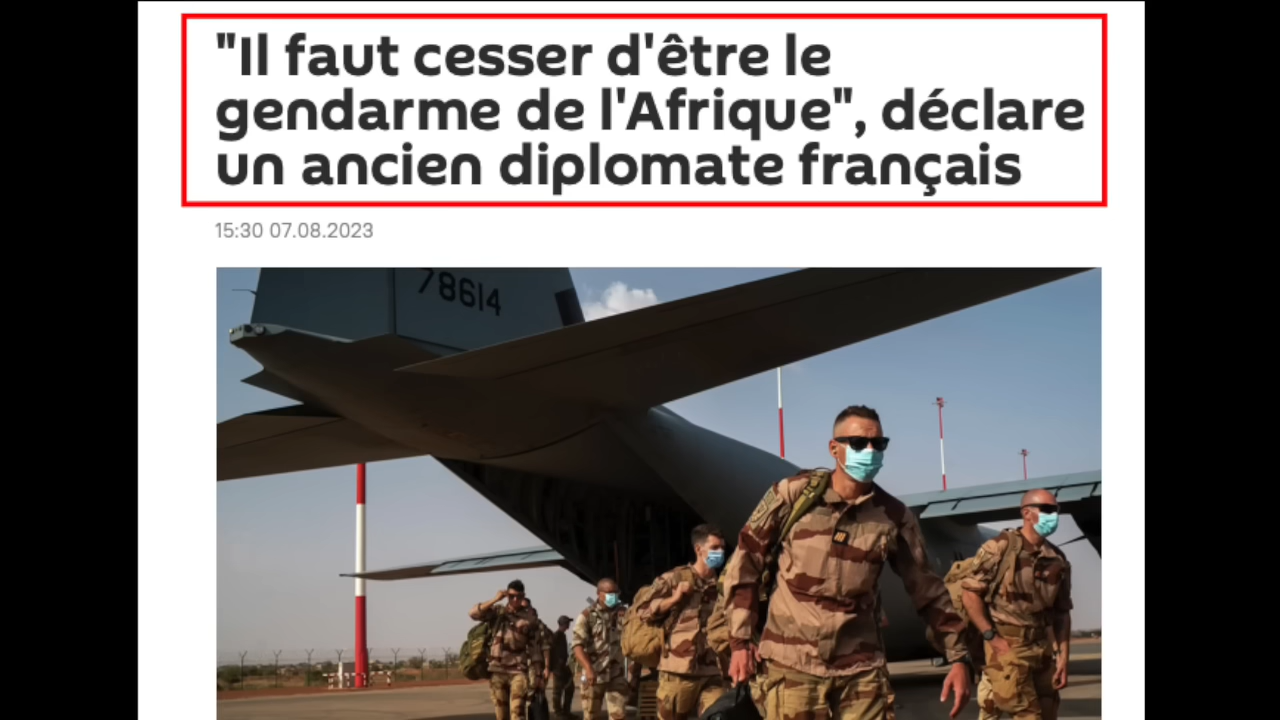 "Il faut cesser d'être le
gendarme de l'Afrique", déclare
un ancien diplomate français
15:30 07.08.2023
78614